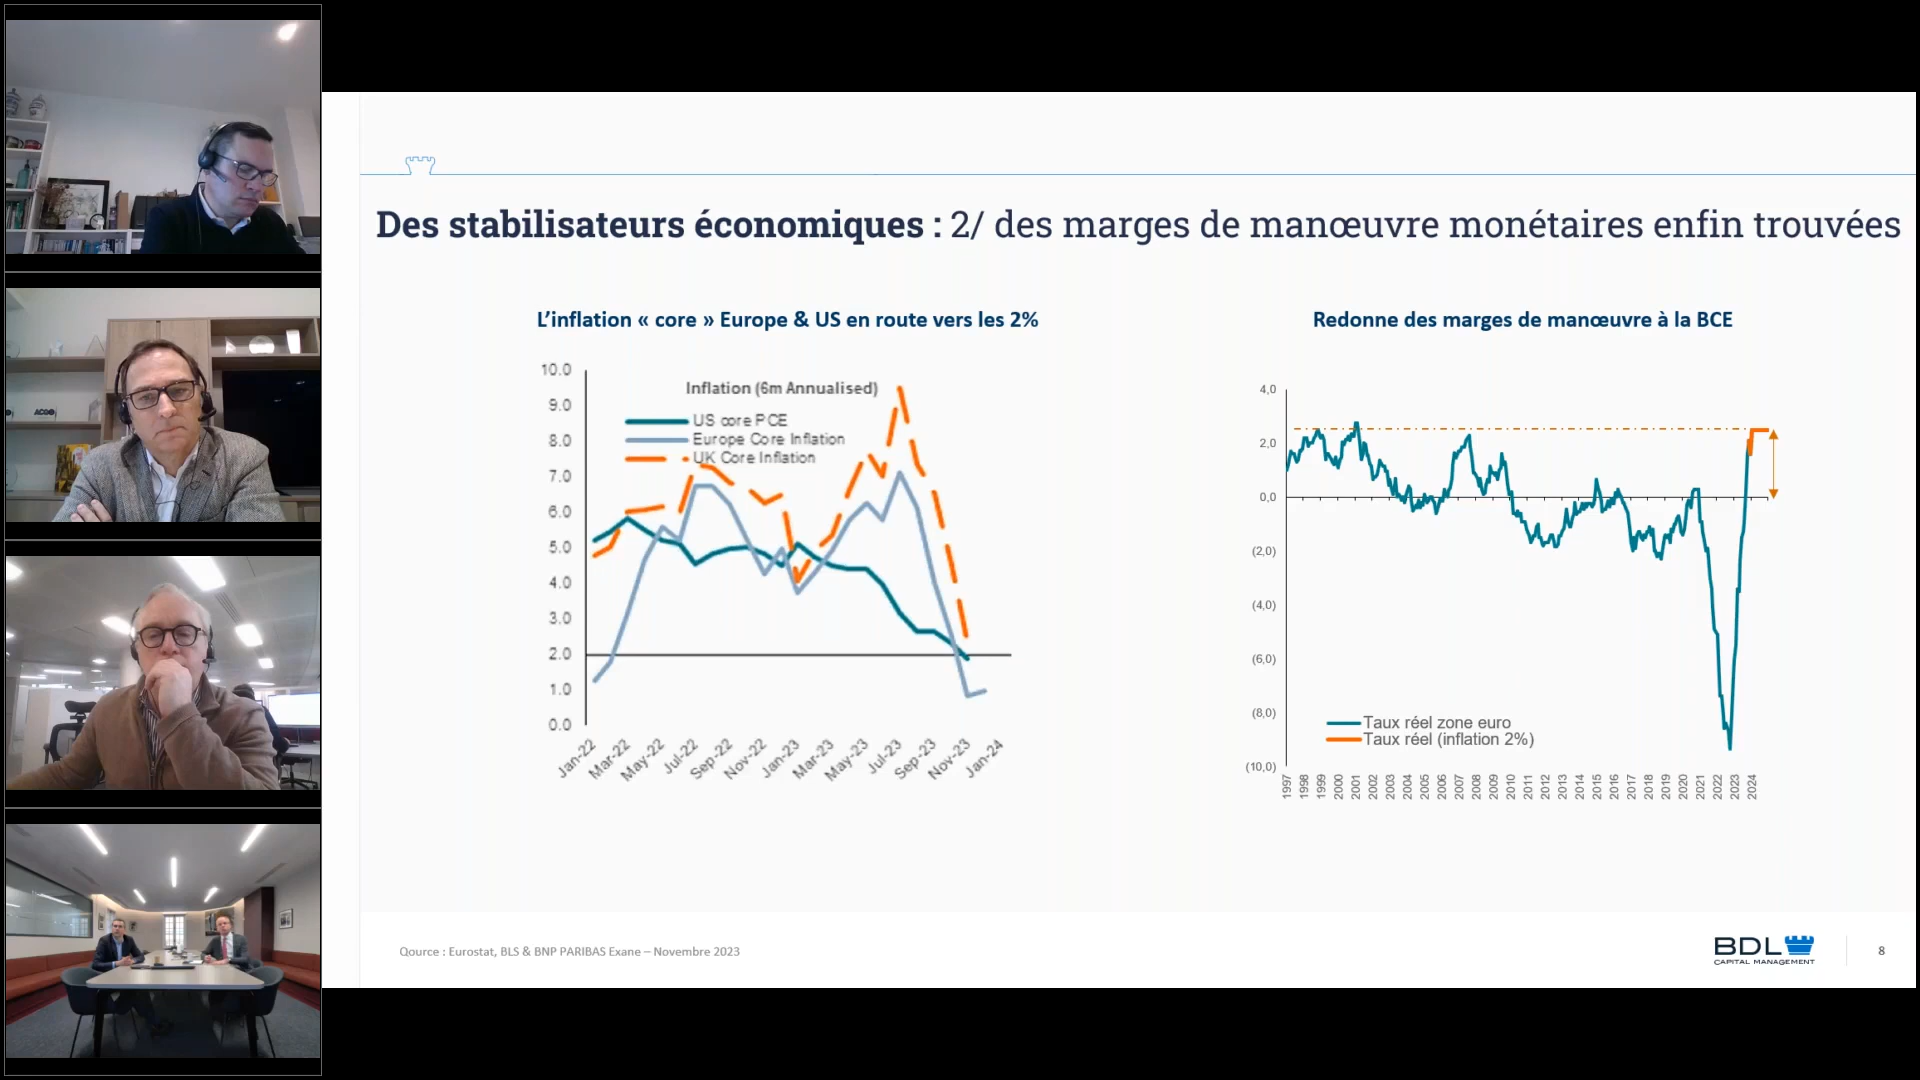 Des stabilisateurs économiques : 2/ des marges de manœuvre monétaires enfin trouvées
L’inflation « core » Europe & US en route vers les 2%
10.0
9.0
8.0
7.0
6.0
5.0
4.0
3.0
2.0
1.0
0.0
Inflation (6m Annualised)
US core PCE
Europe Core Inflation
UK Core Inflation
Jan-22
Mar-22
May-22
Jul-22
Sep-22
Nov-22
Jan-23
Mar-23
May-23
Jul-23
Sep-23
Nov-23
Jan-24
Redonne des marges de manœuvre à la BCE
4,0
2,0
0,0
(2,0)
(4,0)
(6,0)
(8,0)
(10,0)
Taux réel zone euro
Taux réel (inflation 2%)
1997
1998
1999
2000
2001
2002
2003
2004
2005
2006
2007
2008
2009
2010
2011
2012
2013
2014
2015
2016
2017
2018
2019
2020
2021
2022
2023
2024
Qource : Eurostat, BLS & BNP PARIBAS Exane – Novembre 2023
BDL
CAPITAL MANAGEMENT
8